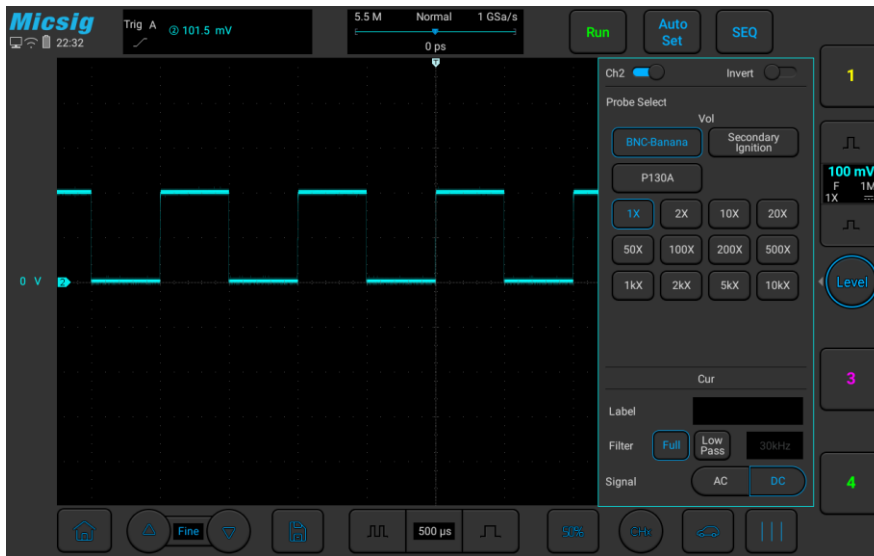 Micsig
22:32
Trig A
② 101.5 mV
5.5 M Normal 1 GSa/s
0 ps
Run
Auto
Set
SEQ
T
Ch2
Invert
Probe Select
Vol
BNC-Banana
Secondary
Ignition
P130A
1X 2X 10X 20X
50X 100X 200X 500X
1kX 2kX 5kX 10kX
Cur
Label
Filter
Full
Low
Pass
30kHz
Signal
AC
DC
0 V
2
1
100 mV
F 1M
1X
Level
3
4
Fine
500 µs
50%
CHx